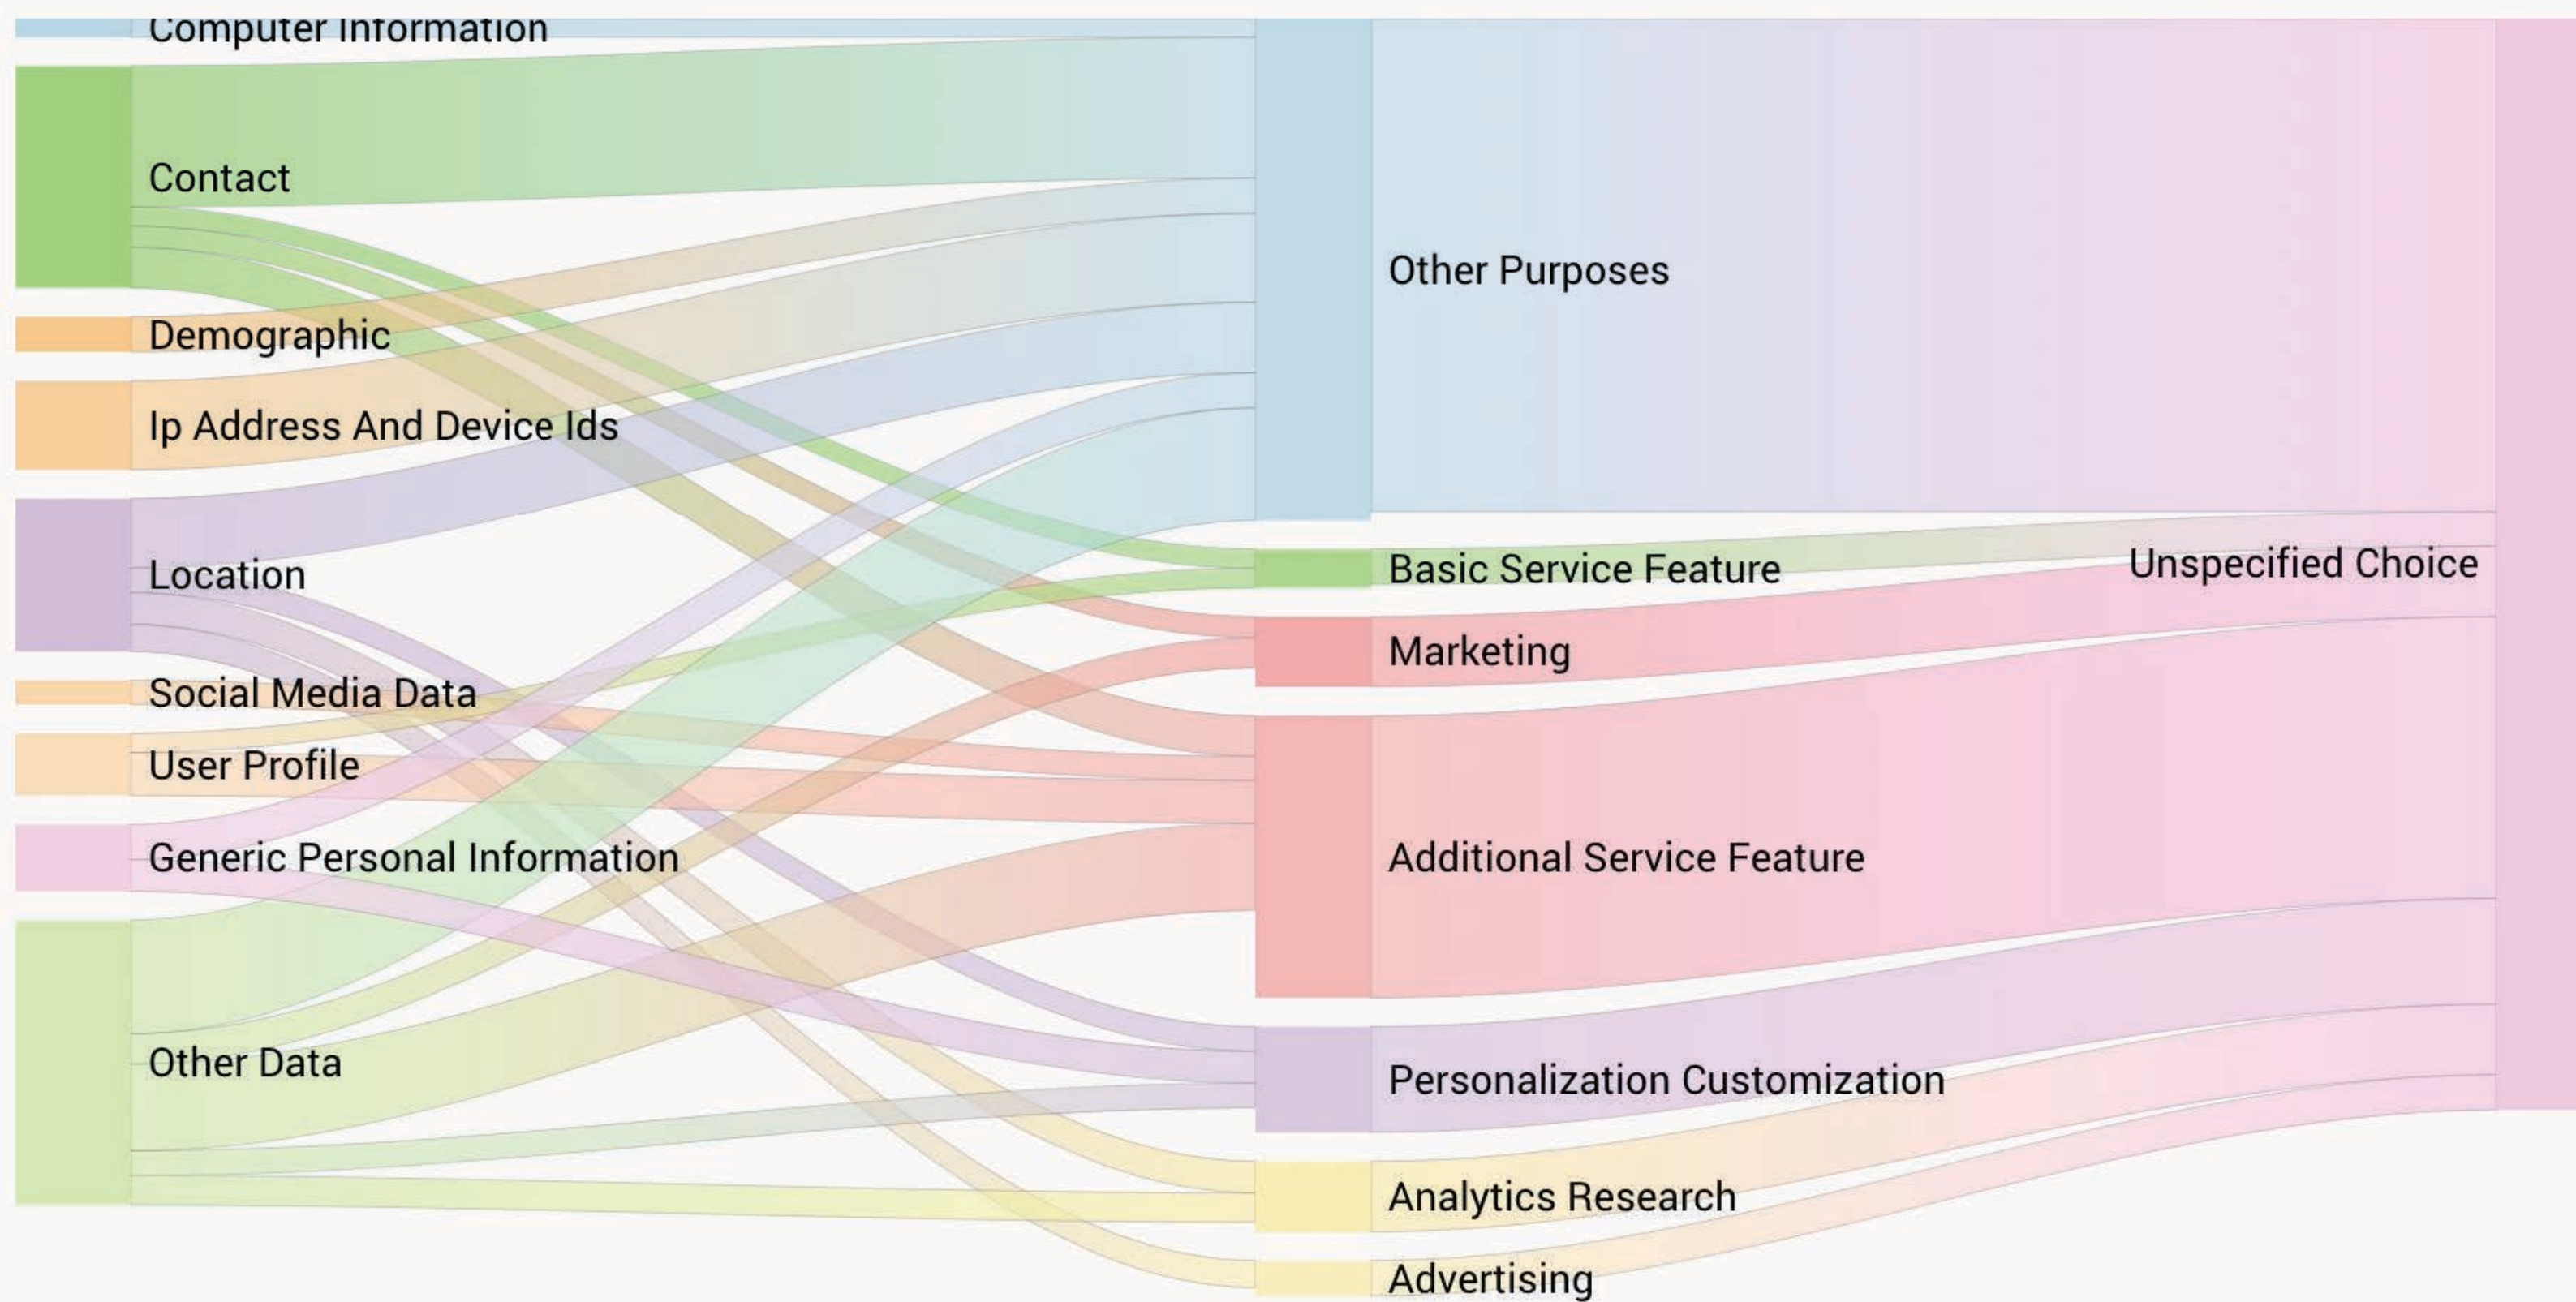 Computer Information
Contact
Demographic
Ip Address And Device Ids
Location
Social Media Data
User Profile
Generic Personal Information
Other Data
Other Purposes
Basic Service Feature
Marketing
Additional Service Feature
Personalization Customization
Analytics Research
Advertising
Unspecified Choice